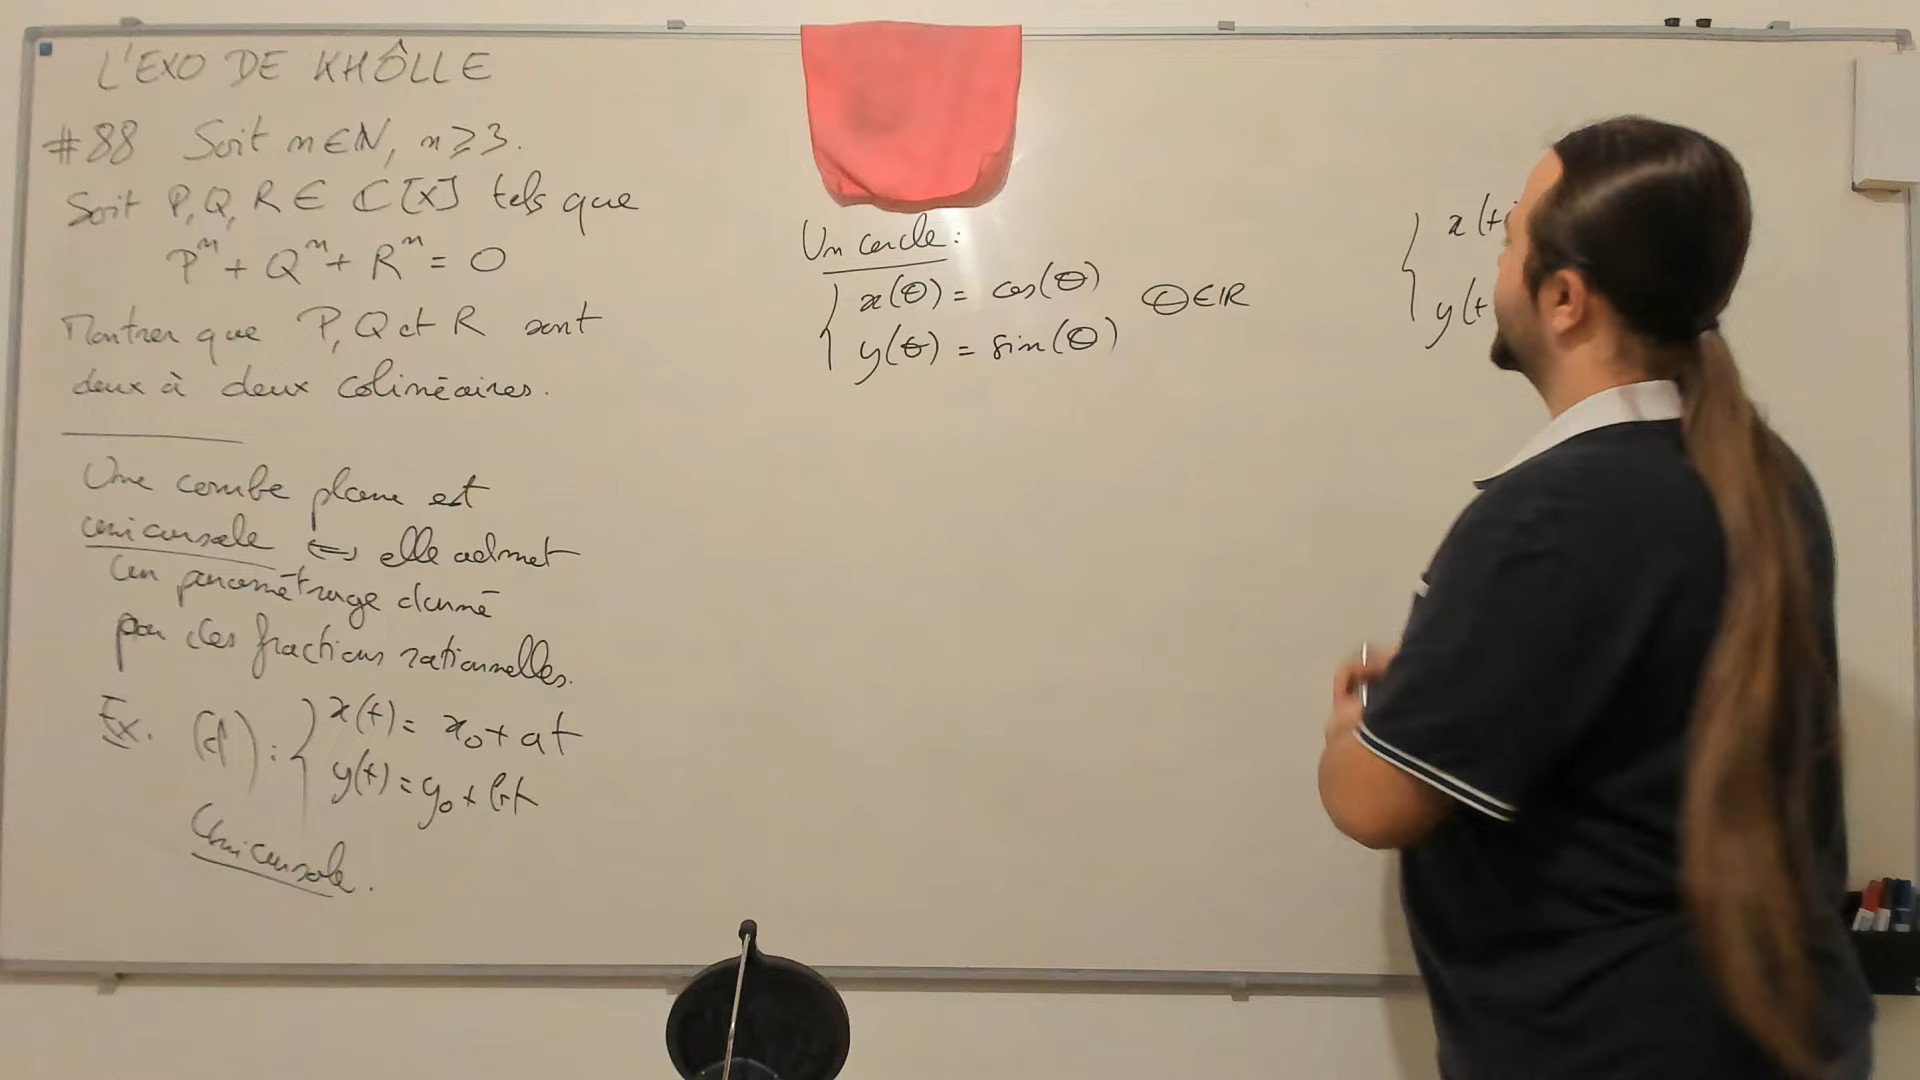 L'EXO DE KHÔLLE
#88 Soit n∈ℕ, n⩾3.
Soit P, Q, R ∈ ℂ[X] tels que
Pⁿ + Qⁿ + Rⁿ = 0
Montrer que P, Q et R sont
deux à deux colinéaires.
Une courbe plane est
unicursale ⟺ elle admet
un paramétrage donné
par des fractions rationnelles.
Ex. (d) : { x(t) = x₀ + at
y(t) = y₀ + bt
Unicursale.
Un cercle :
{ x(θ) = cos(θ) θ∈ℝ
y(θ) = sin(θ)
{ x(t
y(t